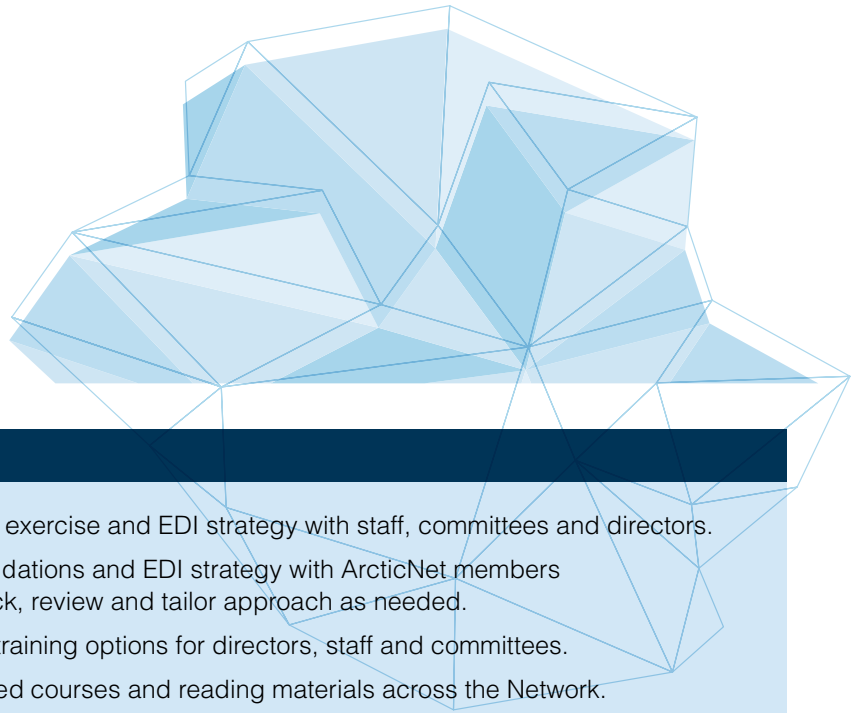 exercise and EDI strategy with staff, committees and directors.
dations and EDI strategy with ArcticNet members
ck, review and tailor approach as needed.
training options for directors, staff and committees.
ed courses and reading materials across the Network.